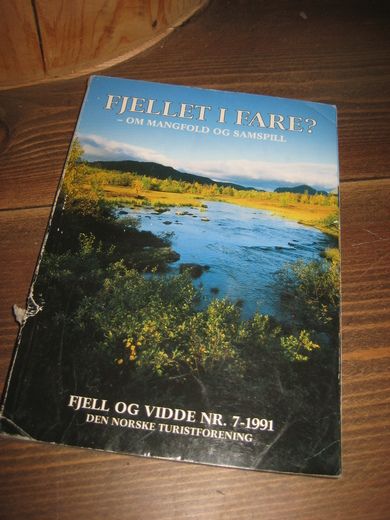 FJELLET I FARE?
– OM MANGFOLD OG SAMSPILL
FJELL OG VIDDE NR. 7-1991
DEN NORSKE TURISTFORENING